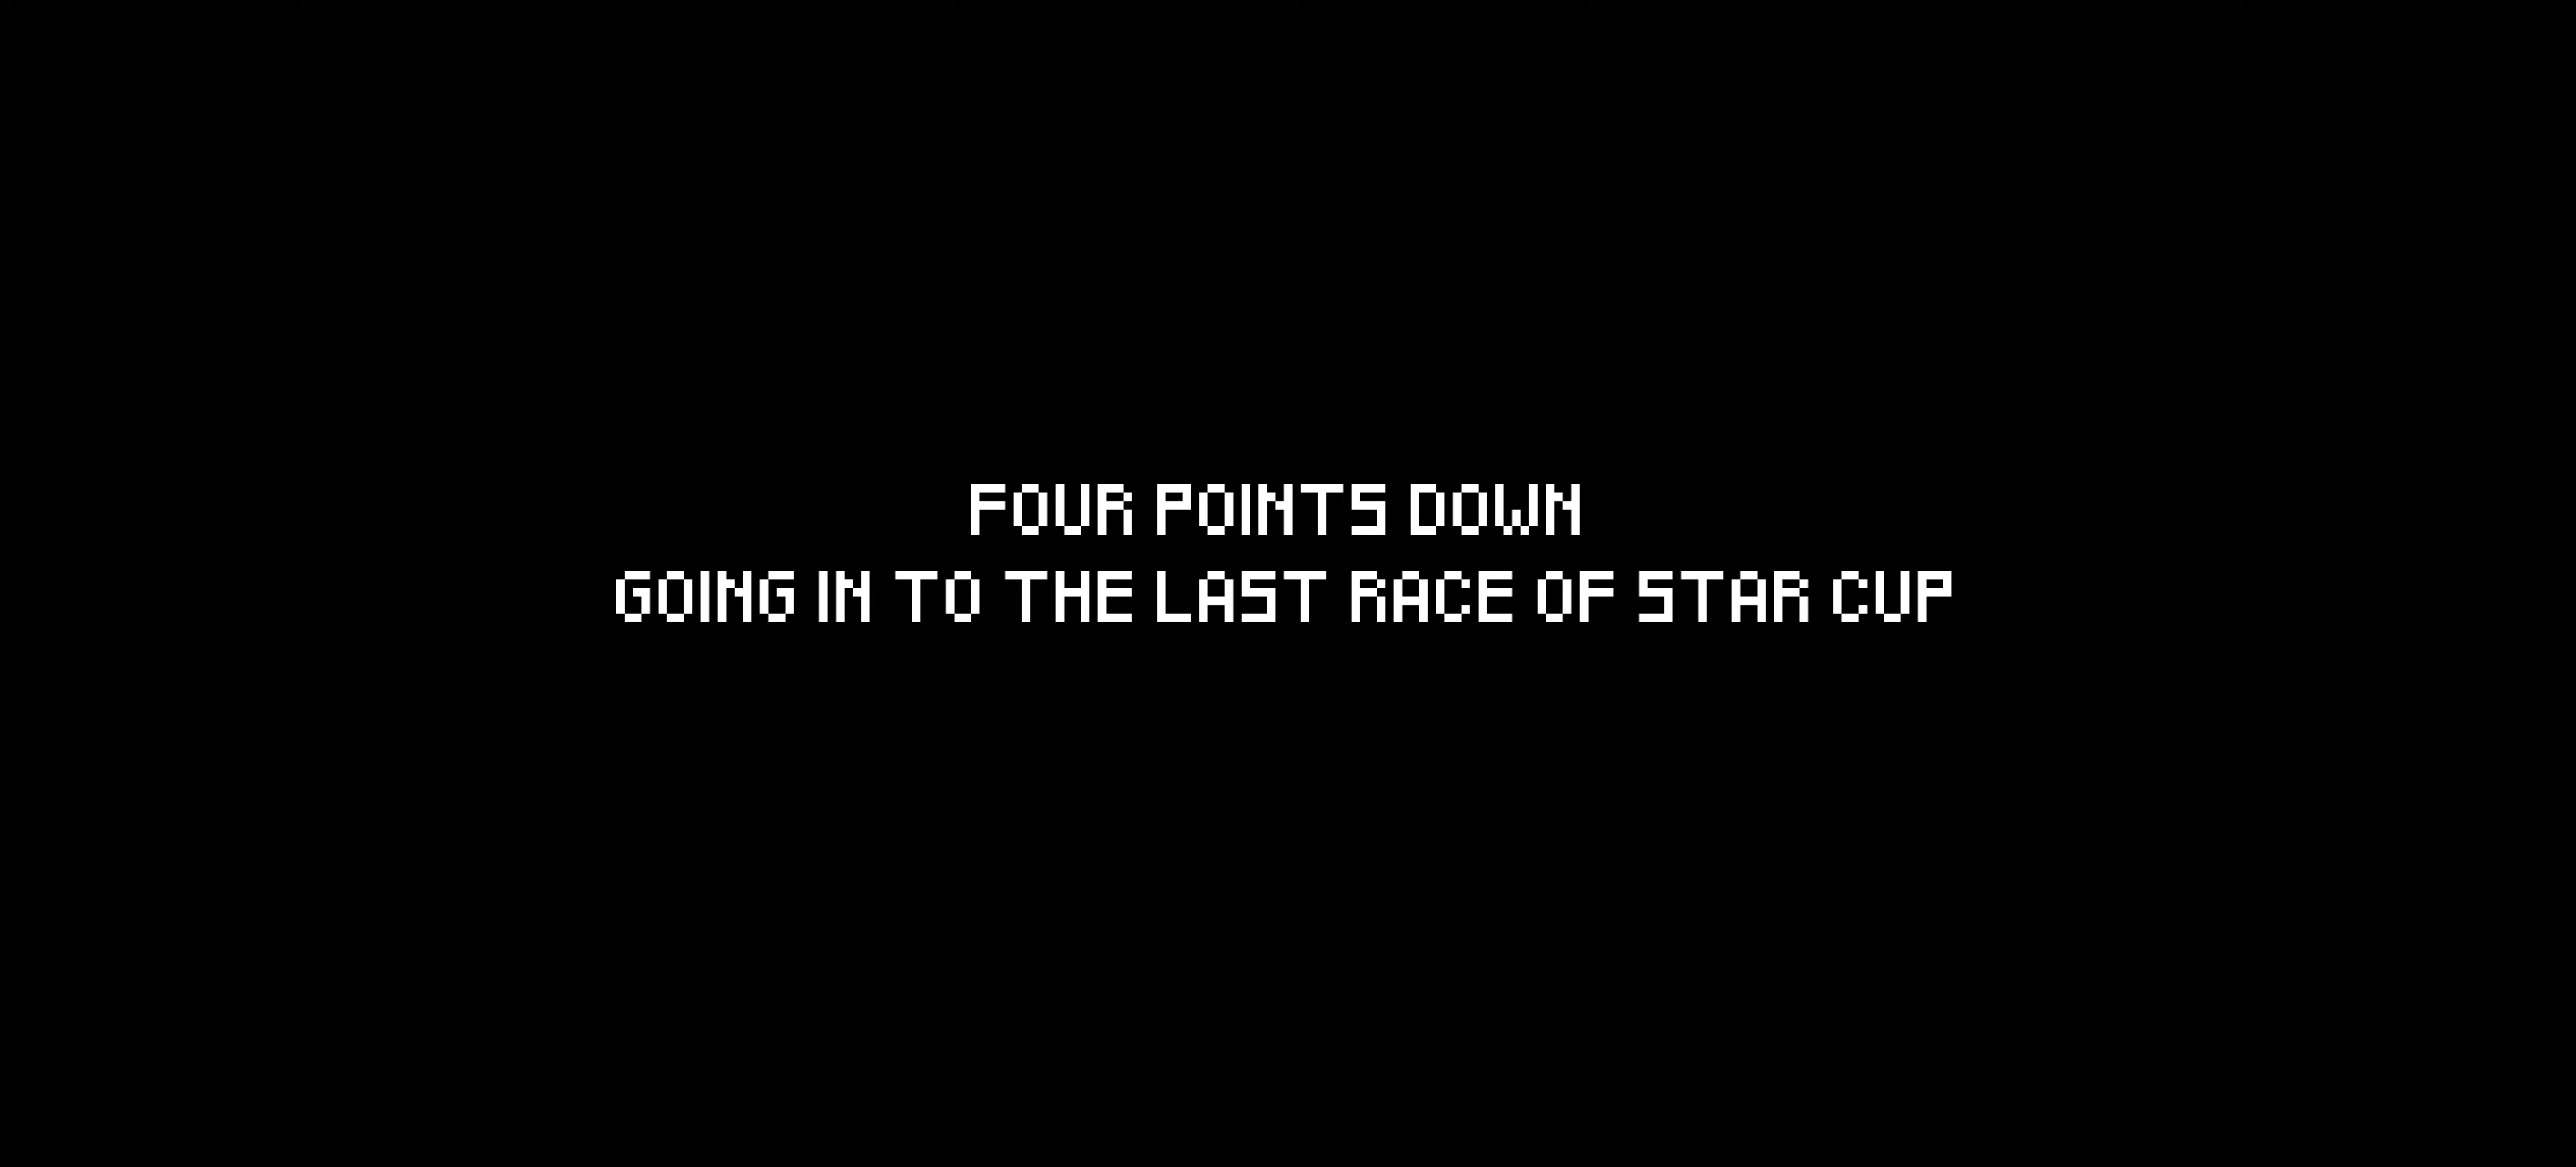 FOUR POINTS DOWN
GOING IN TO THE LAST RACE OF STAR CUP